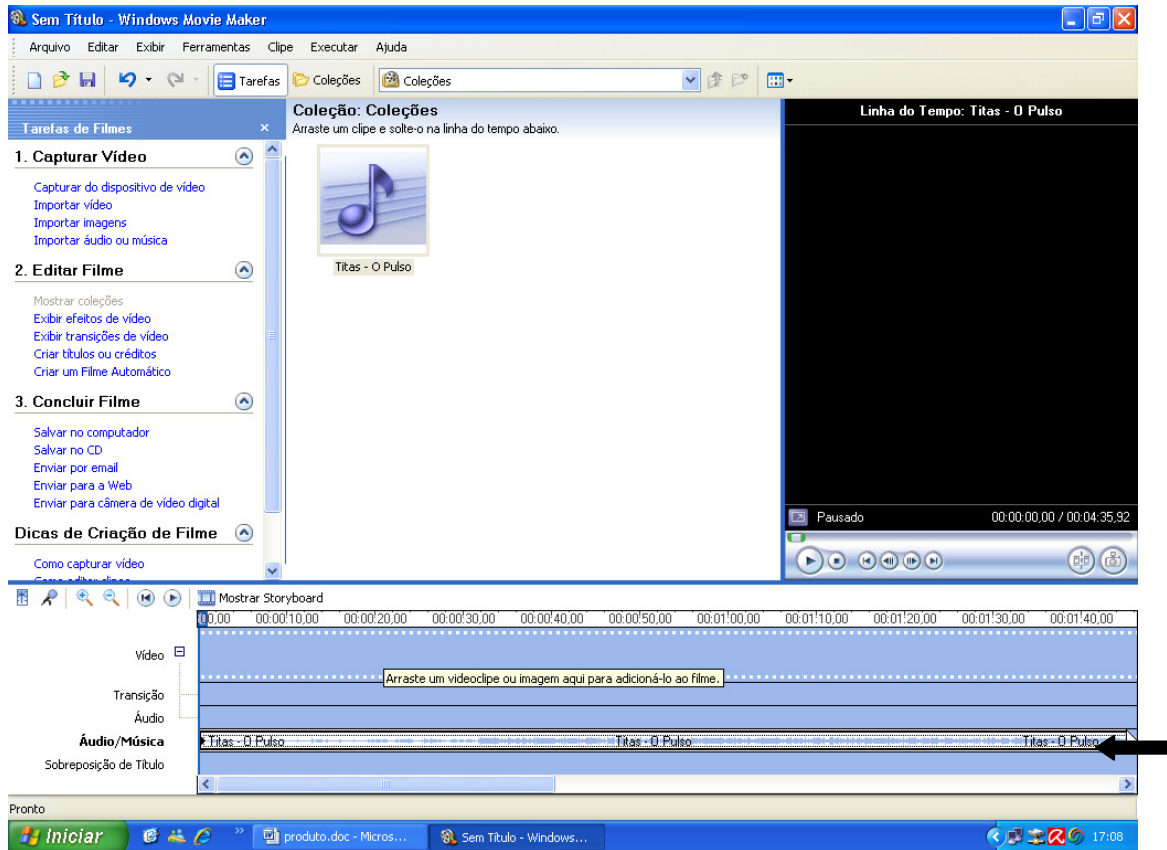 Sem Título - Windows Movie Maker
Arquivo Editar Exibir Ferramentas Clipe Executar Ajuda
Tarefas Coleções Coleções
Tarefas de Filmes
1. Capturar Vídeo
Capturar do dispositivo de vídeo
Importar vídeo
Importar imagens
Importar áudio ou música
2. Editar Filme
Mostrar coleções
Exibir efeitos de vídeo
Exibir transições de vídeo
Criar títulos ou créditos
Criar um Filme Automático
3. Concluir Filme
Salvar no computador
Salvar no CD
Enviar por email
Enviar para a Web
Enviar para câmera de vídeo digital
Dicas de Criação de Filme
Como capturar vídeo
Coleção: Coleções
Arraste um clipe e solte-o na linha do tempo abaixo.
Titas - O Pulso
Linha do Tempo: Titas - O Pulso
Pausado 00:00:00,00 / 00:04:35,92
Mostrar Storyboard
00:00:10,00 00:00:20,00 00:00:30,00 00:00:40,00 00:00:50,00 00:01:00,00 00:01:10,00 00:01:20,00 00:01:30,00 00:01:40,00
Vídeo
Arraste um videoclipe ou imagem aqui para adicioná-lo ao filme.
Transição
Áudio
Áudio/Música Titas - O Pulso Titas - O Pulso Titas - O Pulso
Sobreposição de Título
Pronto
Iniciar produto.doc - Micros... Sem Título - Windows... 17:08